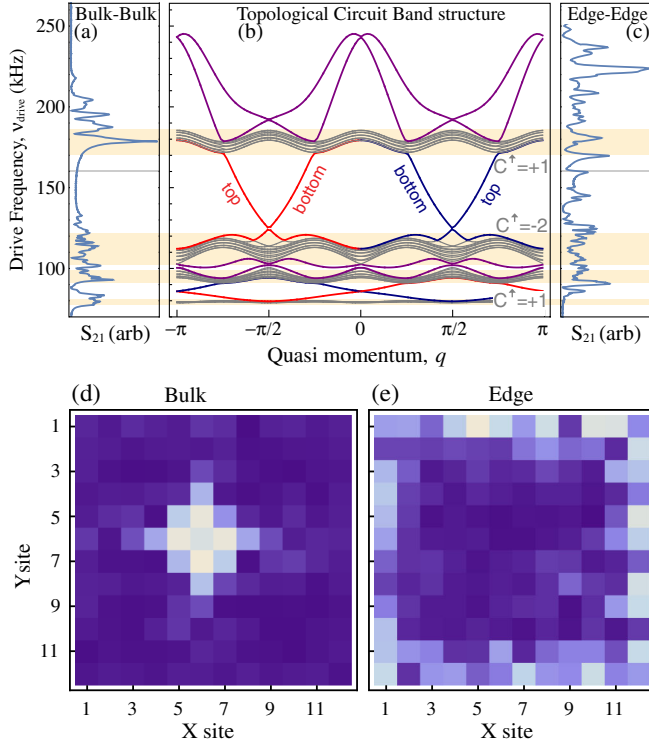 Bulk-Bulk Topological Circuit Band structure Edge-Edge
(a) (b) (c)
250
200
150
100
Drive Frequency, ν_drive (kHz)
top bottom bottom top
C↑=+1
C↑=-2
C↑=+1
−π −π/2 0 π/2 π
S21 (arb) Quasi momentum, q S21 (arb)
(d) Bulk (e) Edge
1
3
5
7
9
11
Y site
1 3 5 7 9 11 1 3 5 7 9 11
X site X site